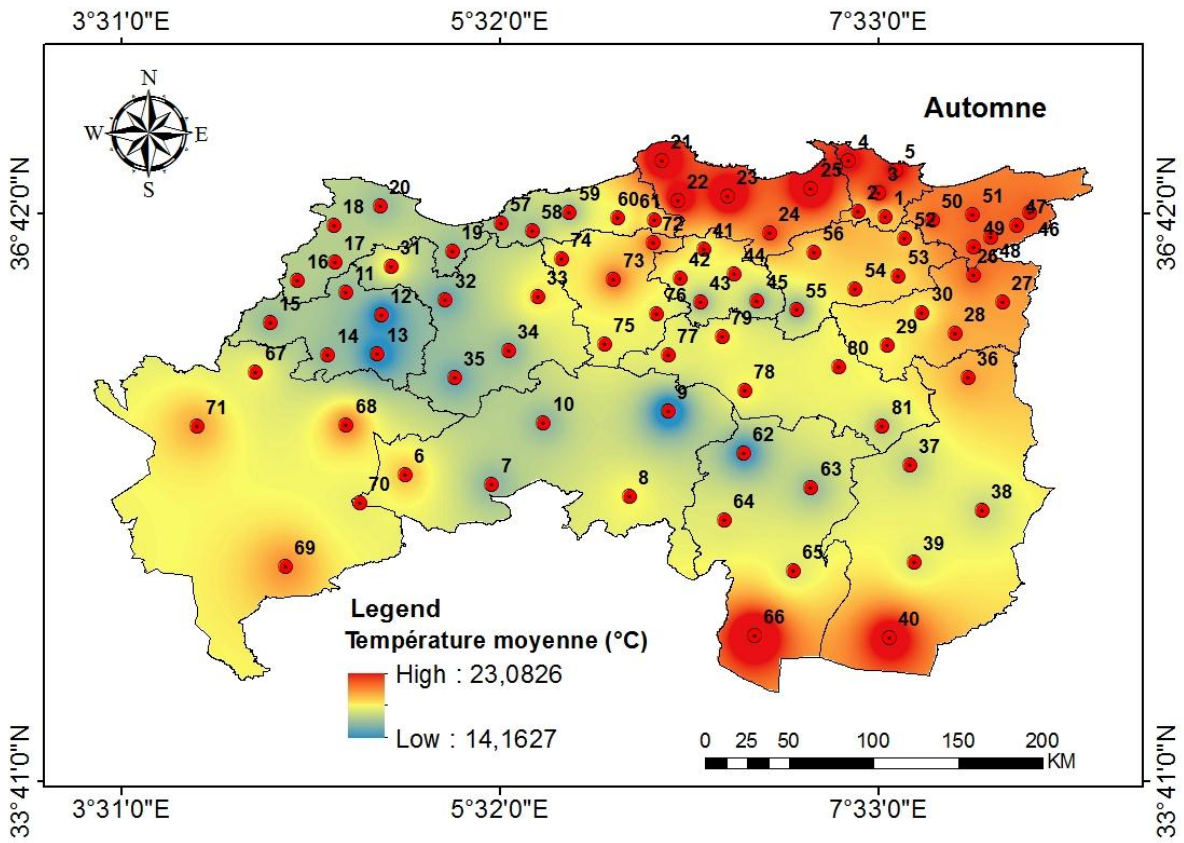 3°31'0"E 5°32'0"E 7°33'0"E
Automne
N
W E
S
36°42'0"N
36°42'0"N
21 4 5
22 23 25 3
20 59 60 61 2 1 50 51 47
18 57 58 72 24 52 49 46
17 19 74 41 56 26 48
16 31 73 42 44 53
11 32 33 43 45 54 27
15 12 76 55 30
14 13 34 75 77 79 29 28
67 35 80 36
78
71 68 10 9 81
62 37
6 7 8 63
70 64 38
69 65 39
66 40
Legend
Température moyenne (°C)
High : 23,0826
Low : 14,1627
0 25 50 100 150 200
KM
33°41'0"N
33°41'0"N
3°31'0"E 5°32'0"E 7°33'0"E